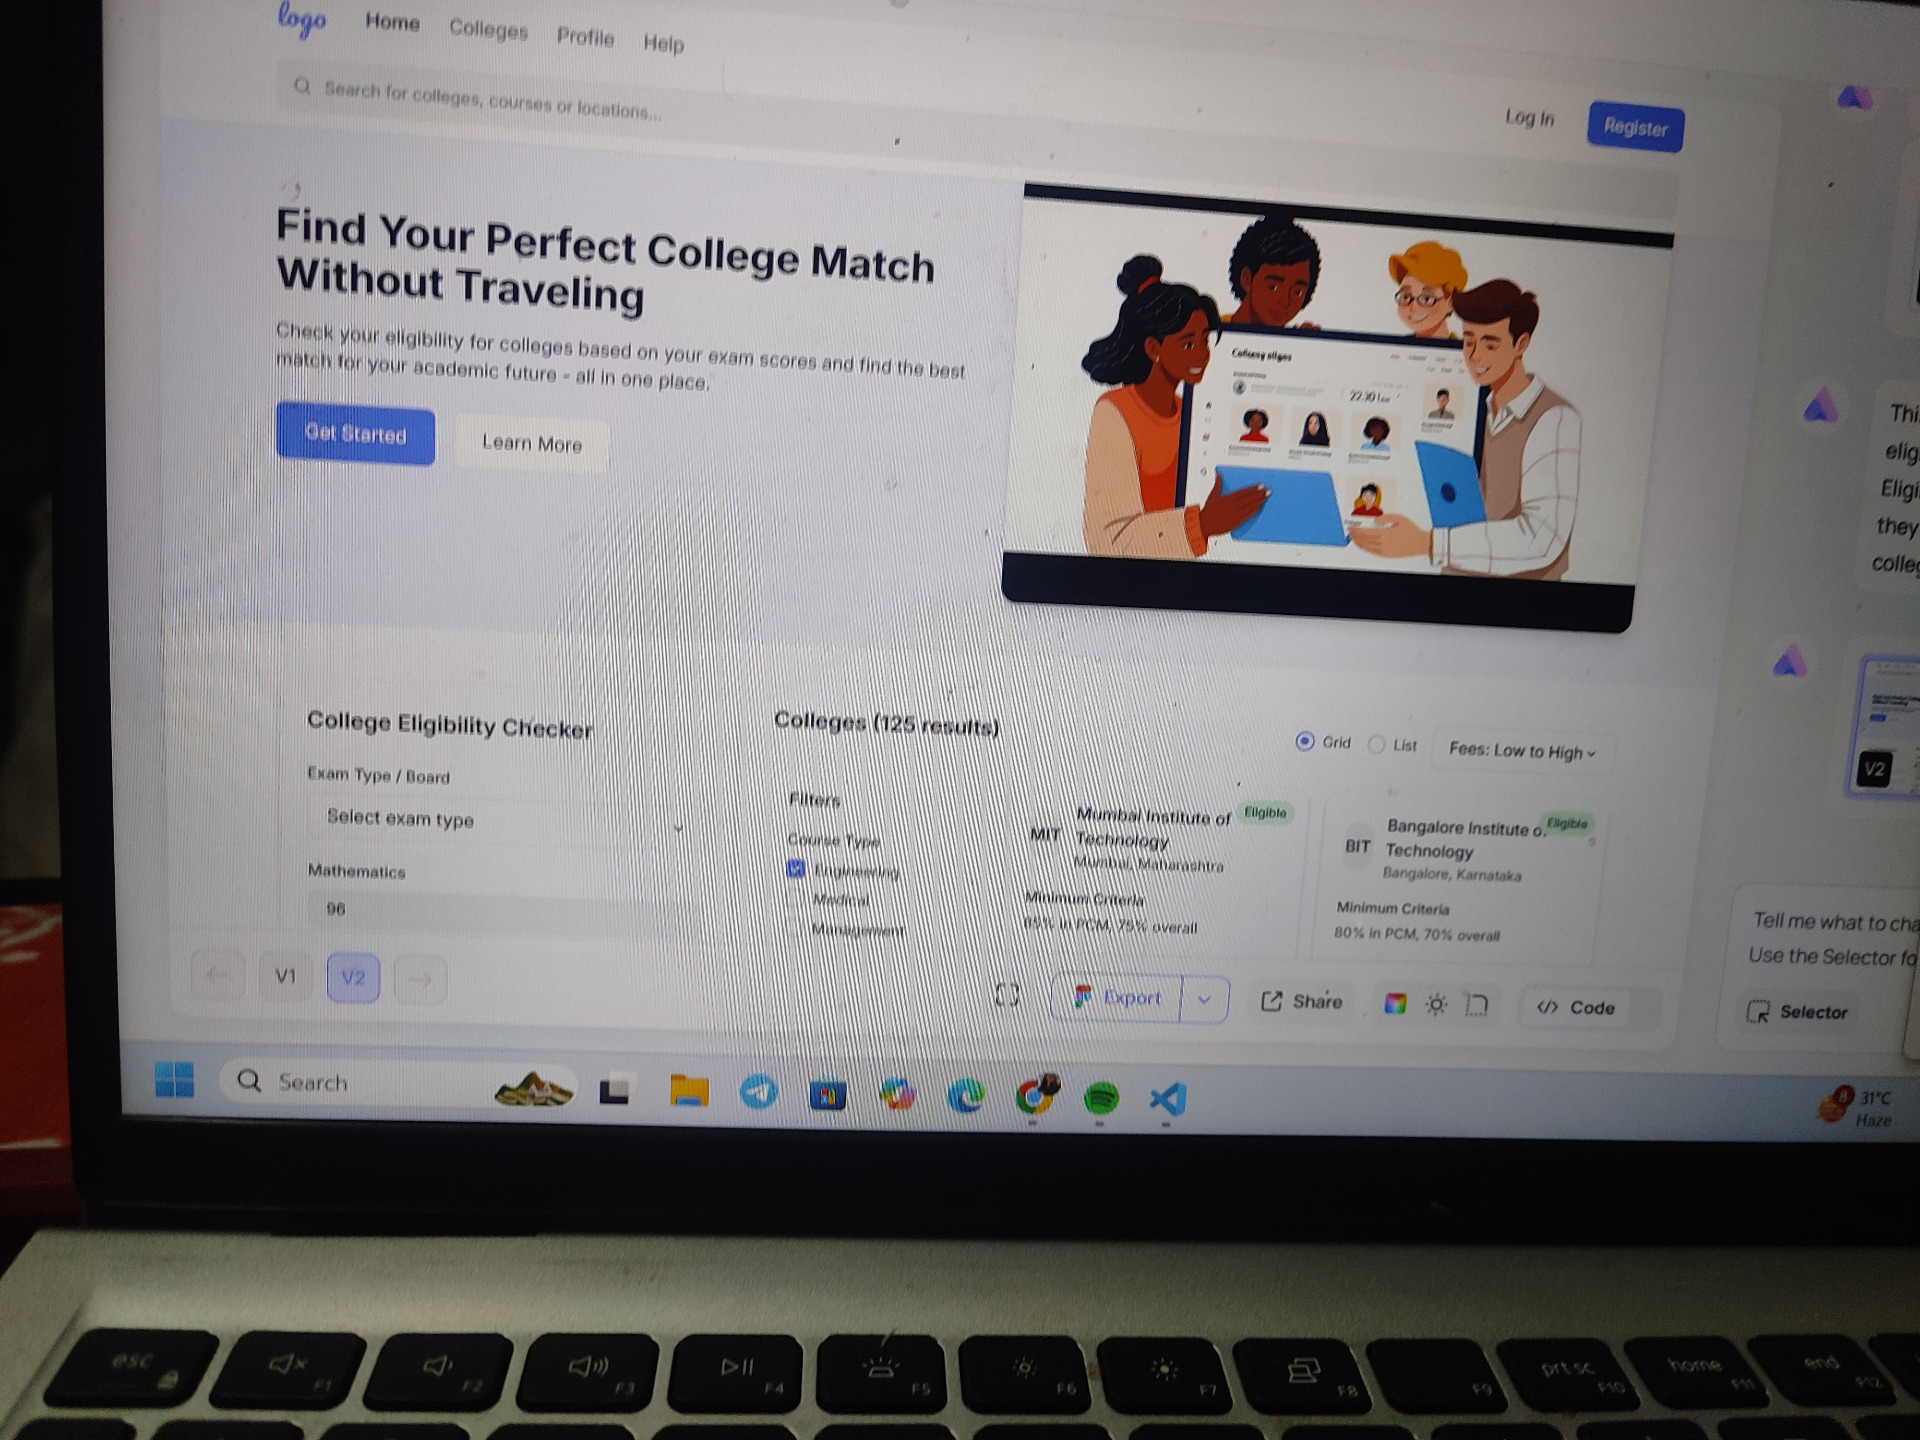 logo Home Colleges Profile Help
Search for colleges, courses or locations...
Log In
Register
Find Your Perfect College Match
Without Traveling
Check your eligibility for colleges based on your exam scores and find the best
match for your academic future - all in one place.
Get Started
Learn More
22:30
College Eligibility Checker
Exam Type / Board
Select exam type
Mathematics
96
Colleges (125 results)
Grid
List
Fees: Low to High
Filters
Course Type
Engineering
Medical
Management
MIT
Mumbai Institute of
Technology
Eligible
Mumbai, Maharashtra
Minimum Criteria
85% in PCM, 75% overall
BIT
Bangalore Institute o.
Technology
Eligible
Bangalore, Karnataka
Minimum Criteria
80% in PCM, 70% overall
Thi
elig
Eligi
they
colleg
V2
Tell me what to cha
Use the Selector fo
Selector
V1
V2
Export
Share
</> Code
Search
8
31°C
Haze
esc
F1
F2
F3
F4
F5
F6
F7
F8
F9
prt sc
F10
home
F11
end
F12